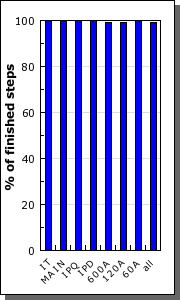 % of finished steps
100
80
60
40
20
0
IT
MAIN
IPQ
IPD
600A
120A
60A
all